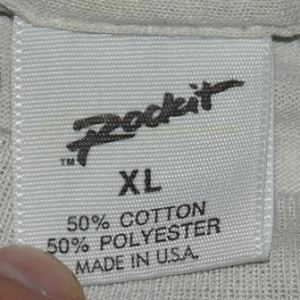 Rockit
™
XL
50% COTTON
50% POLYESTER
MADE IN U.S.A.